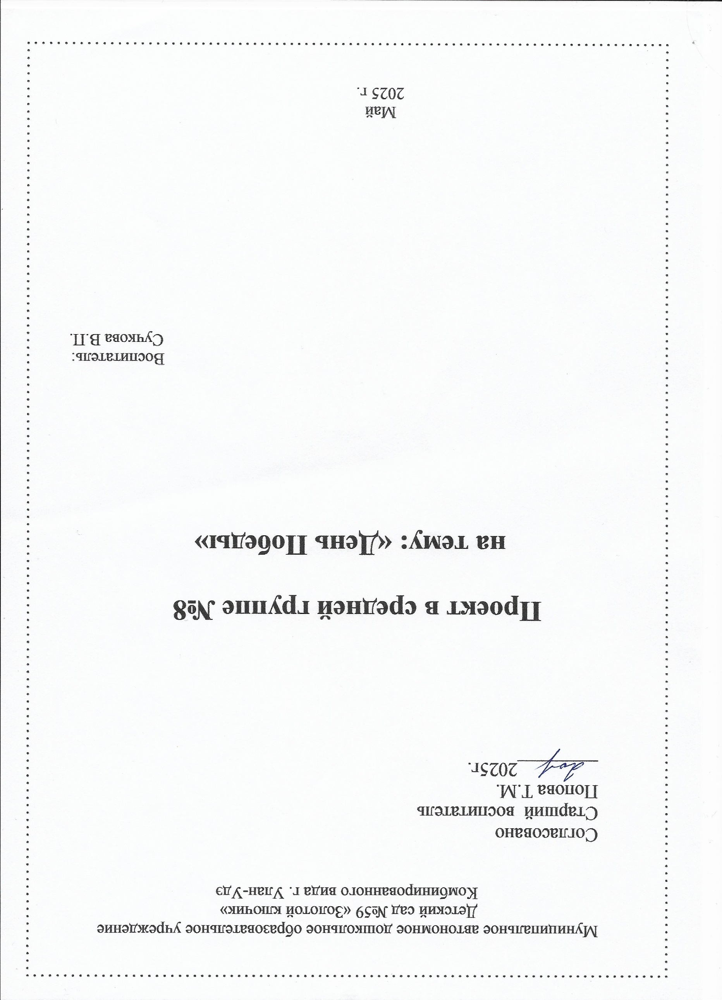 Муниципальное автономное дошкольное образовательное учреждение
Детский сад №59 «Золотой ключик»
Комбинированного вида г. Улан-Удэ
Согласовано
Старший воспитатель
Попова Т.М.
2025г.
Проект в средней группе №8
на тему: «День Победы»
Воспитатель:
Сучкова В.П.
Май
2025 г.